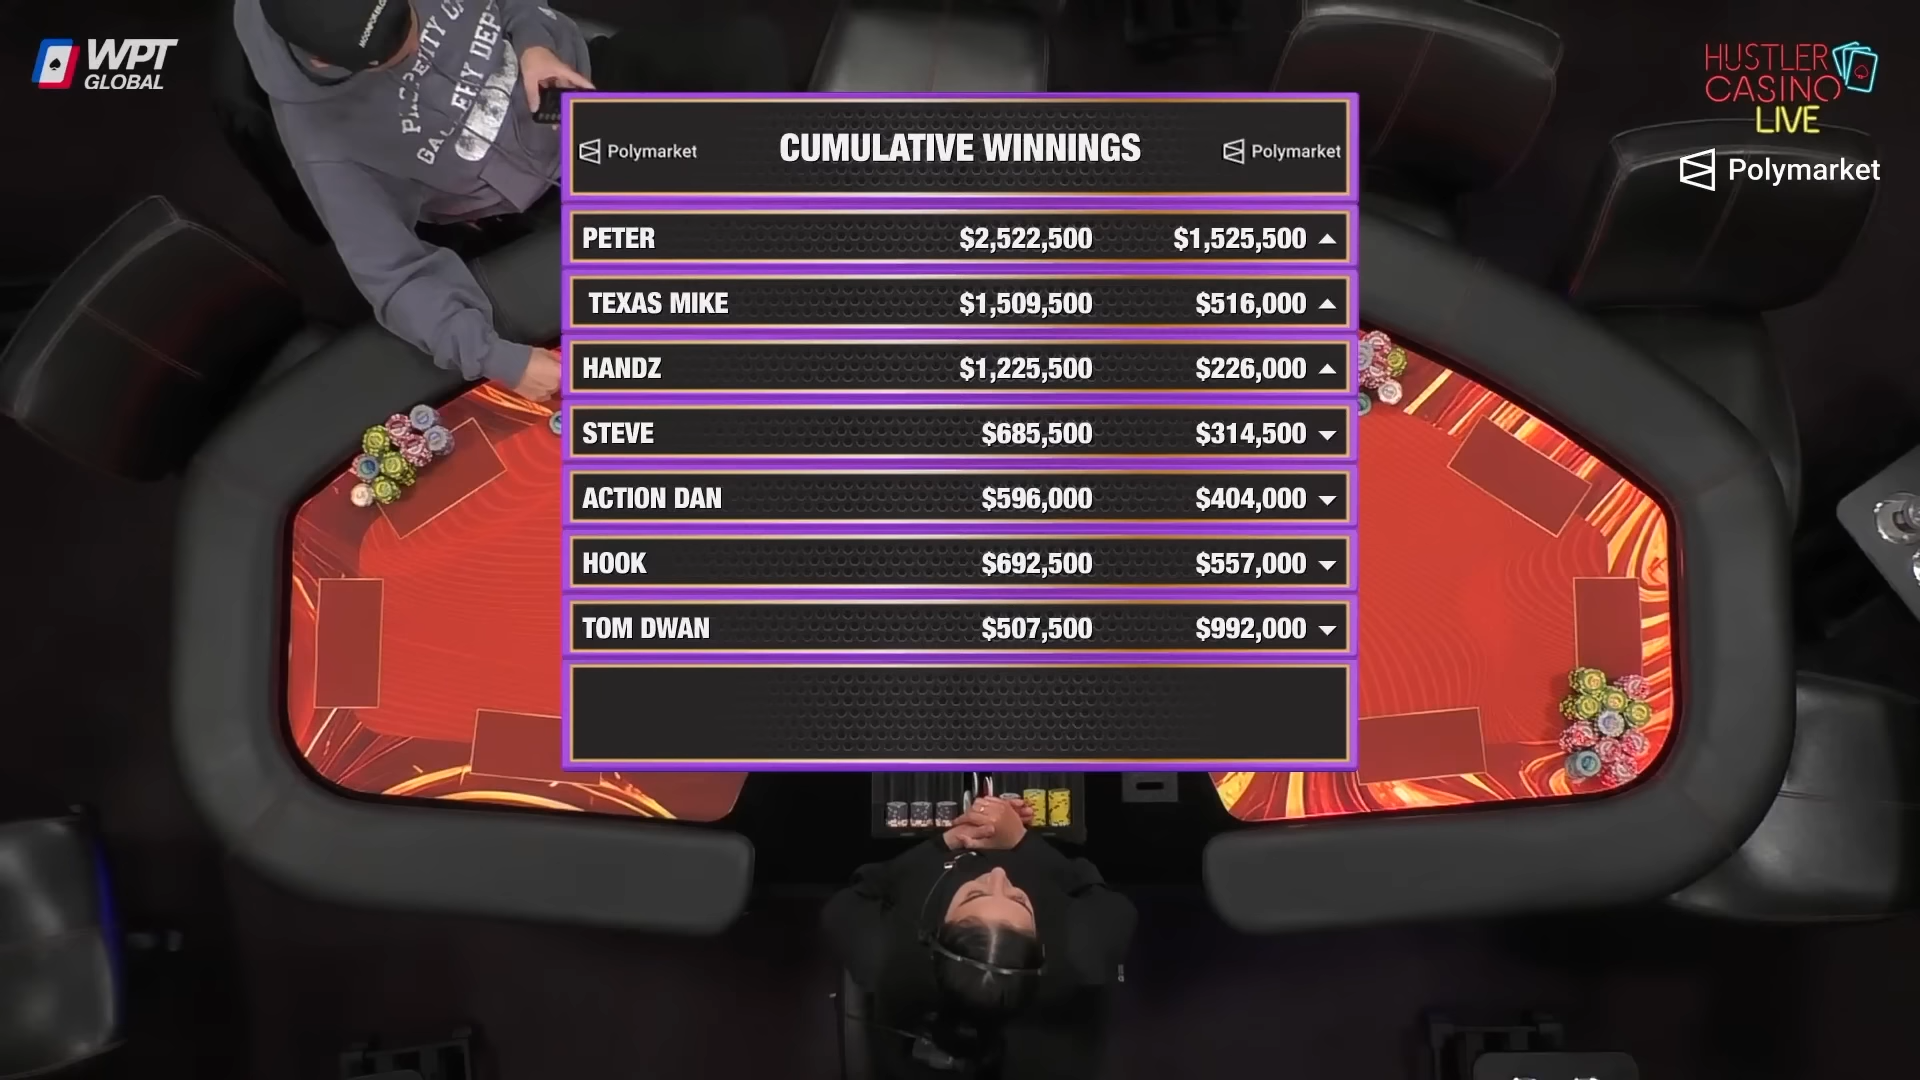 WPT
GLOBAL
HUSTLER
CASINO
LIVE
Polymarket
Polymarket CUMULATIVE WINNINGS Polymarket
PETER $2,522,500 $1,525,500 ▲
TEXAS MIKE $1,509,500 $516,000 ▲
HANDZ $1,225,500 $226,000 ▲
STEVE $685,500 $314,500 ▼
ACTION DAN $596,000 $404,000 ▼
HOOK $692,500 $557,000 ▼
TOM DWAN $507,500 $992,000 ▼